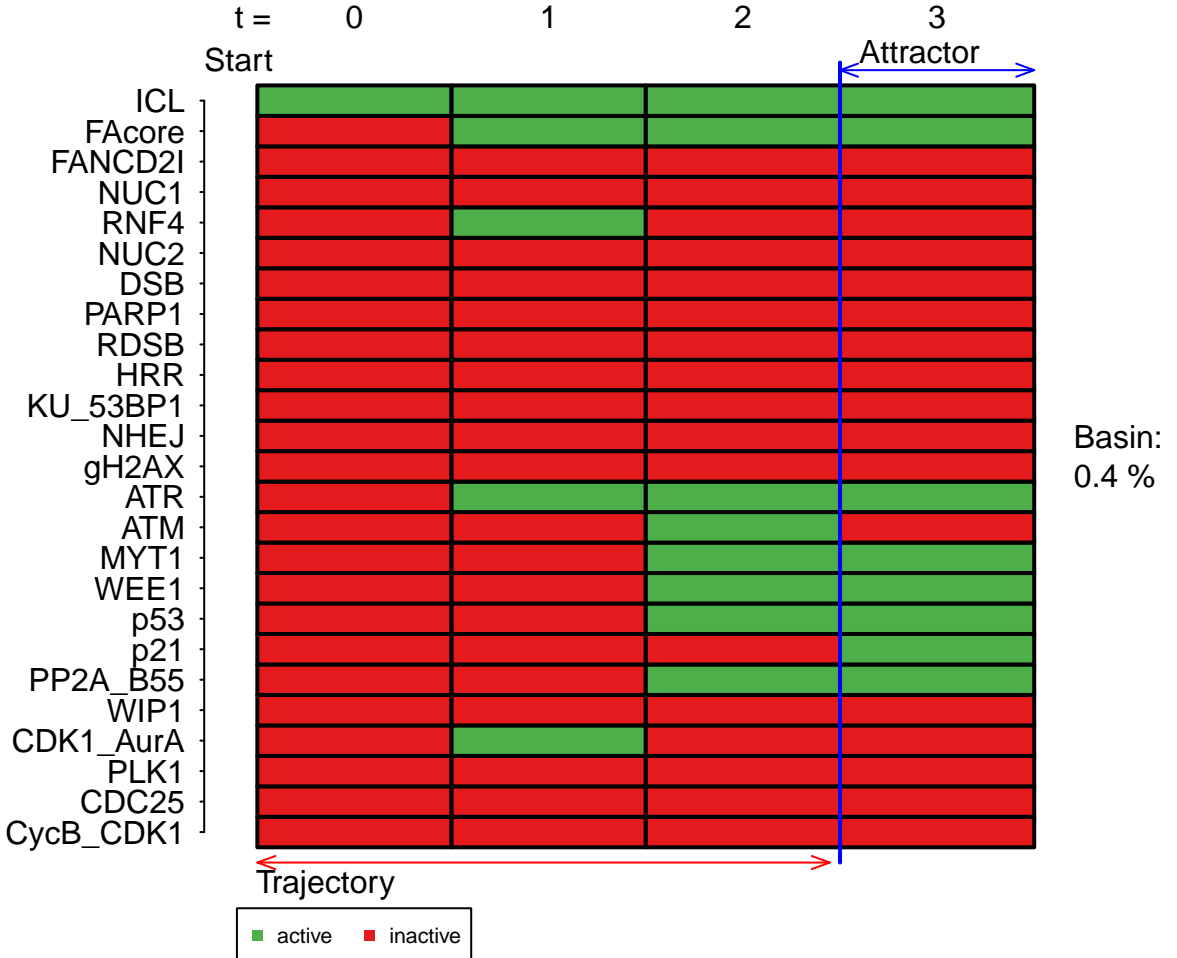 t = 0 1 2 3
Start
Attractor
ICL
FAcore
FANCD2I
NUC1
RNF4
NUC2
DSB
PARP1
RDSB
HRR
KU_53BP1
NHEJ
gH2AX
ATR
ATM
MYT1
WEE1
p53
p21
PP2A_B55
WIP1
CDK1_AurA
PLK1
CDC25
CycB_CDK1
Basin:
0.4 %
Trajectory
active inactive